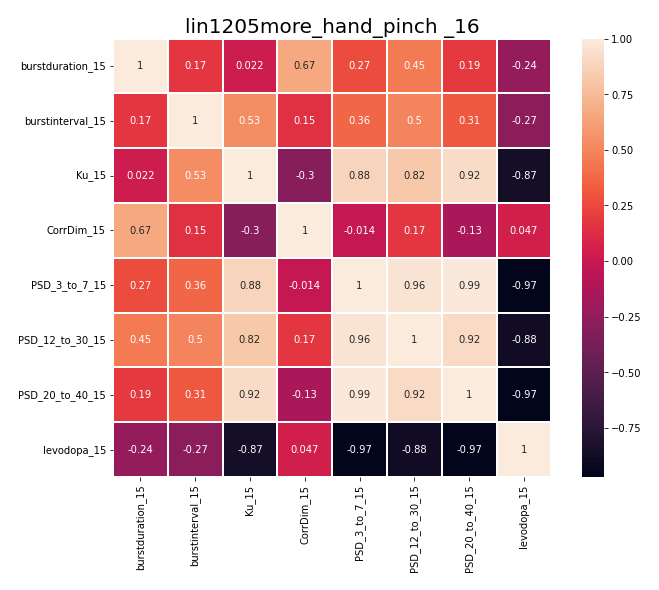 lin1205more_hand_pinch _16
burstduration_15 1 0.17 0.022 0.67 0.27 0.45 0.19 -0.24
burstinterval_15 0.17 1 0.53 0.15 0.36 0.5 0.31 -0.27
Ku_15 0.022 0.53 1 -0.3 0.88 0.82 0.92 -0.87
CorrDim_15 0.67 0.15 -0.3 1 -0.014 0.17 -0.13 0.047
PSD_3_to_7_15 0.27 0.36 0.88 -0.014 1 0.96 0.99 -0.97
PSD_12_to_30_15 0.45 0.5 0.82 0.17 0.96 1 0.92 -0.88
PSD_20_to_40_15 0.19 0.31 0.92 -0.13 0.99 0.92 1 -0.97
levodopa_15 -0.24 -0.27 -0.87 0.047 -0.97 -0.88 -0.97 1
burstduration_15
burstinterval_15
Ku_15
CorrDim_15
PSD_3_to_7_15
PSD_12_to_30_15
PSD_20_to_40_15
levodopa_15
1.00
0.75
0.50
0.25
0.00
−0.25
−0.50
−0.75